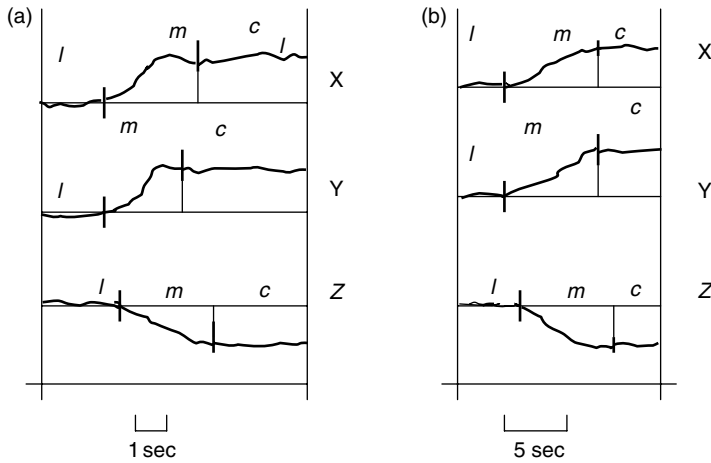 (a)
l m c l X
m c
l Y
l m c Z
1 sec
(b)
l m c X
c
l m Y
l m c Z
5 sec